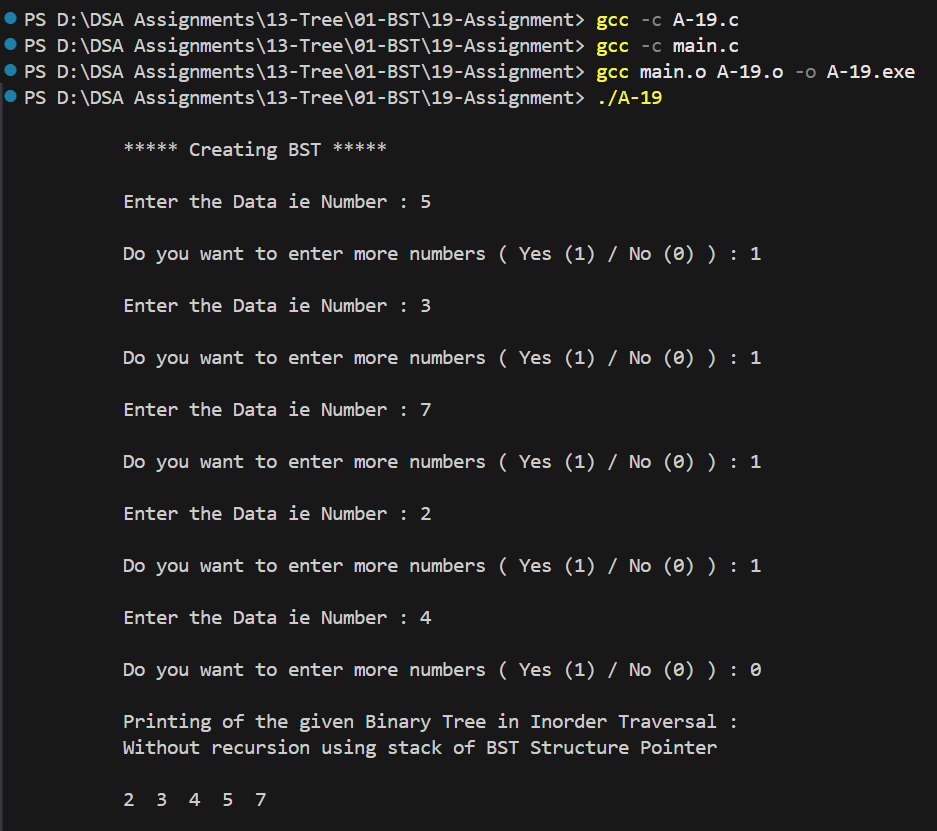 PS D:\DSA Assignments\13-Tree\01-BST\19-Assignment> gcc -c A-19.c
PS D:\DSA Assignments\13-Tree\01-BST\19-Assignment> gcc -c main.c
PS D:\DSA Assignments\13-Tree\01-BST\19-Assignment> gcc main.o A-19.o -o A-19.exe
PS D:\DSA Assignments\13-Tree\01-BST\19-Assignment> ./A-19
***** Creating BST *****
Enter the Data ie Number : 5
Do you want to enter more numbers ( Yes (1) / No (0) ) : 1
Enter the Data ie Number : 3
Do you want to enter more numbers ( Yes (1) / No (0) ) : 1
Enter the Data ie Number : 7
Do you want to enter more numbers ( Yes (1) / No (0) ) : 1
Enter the Data ie Number : 2
Do you want to enter more numbers ( Yes (1) / No (0) ) : 1
Enter the Data ie Number : 4
Do you want to enter more numbers ( Yes (1) / No (0) ) : 0
Printing of the given Binary Tree in Inorder Traversal :
Without recursion using stack of BST Structure Pointer
2  3  4  5  7